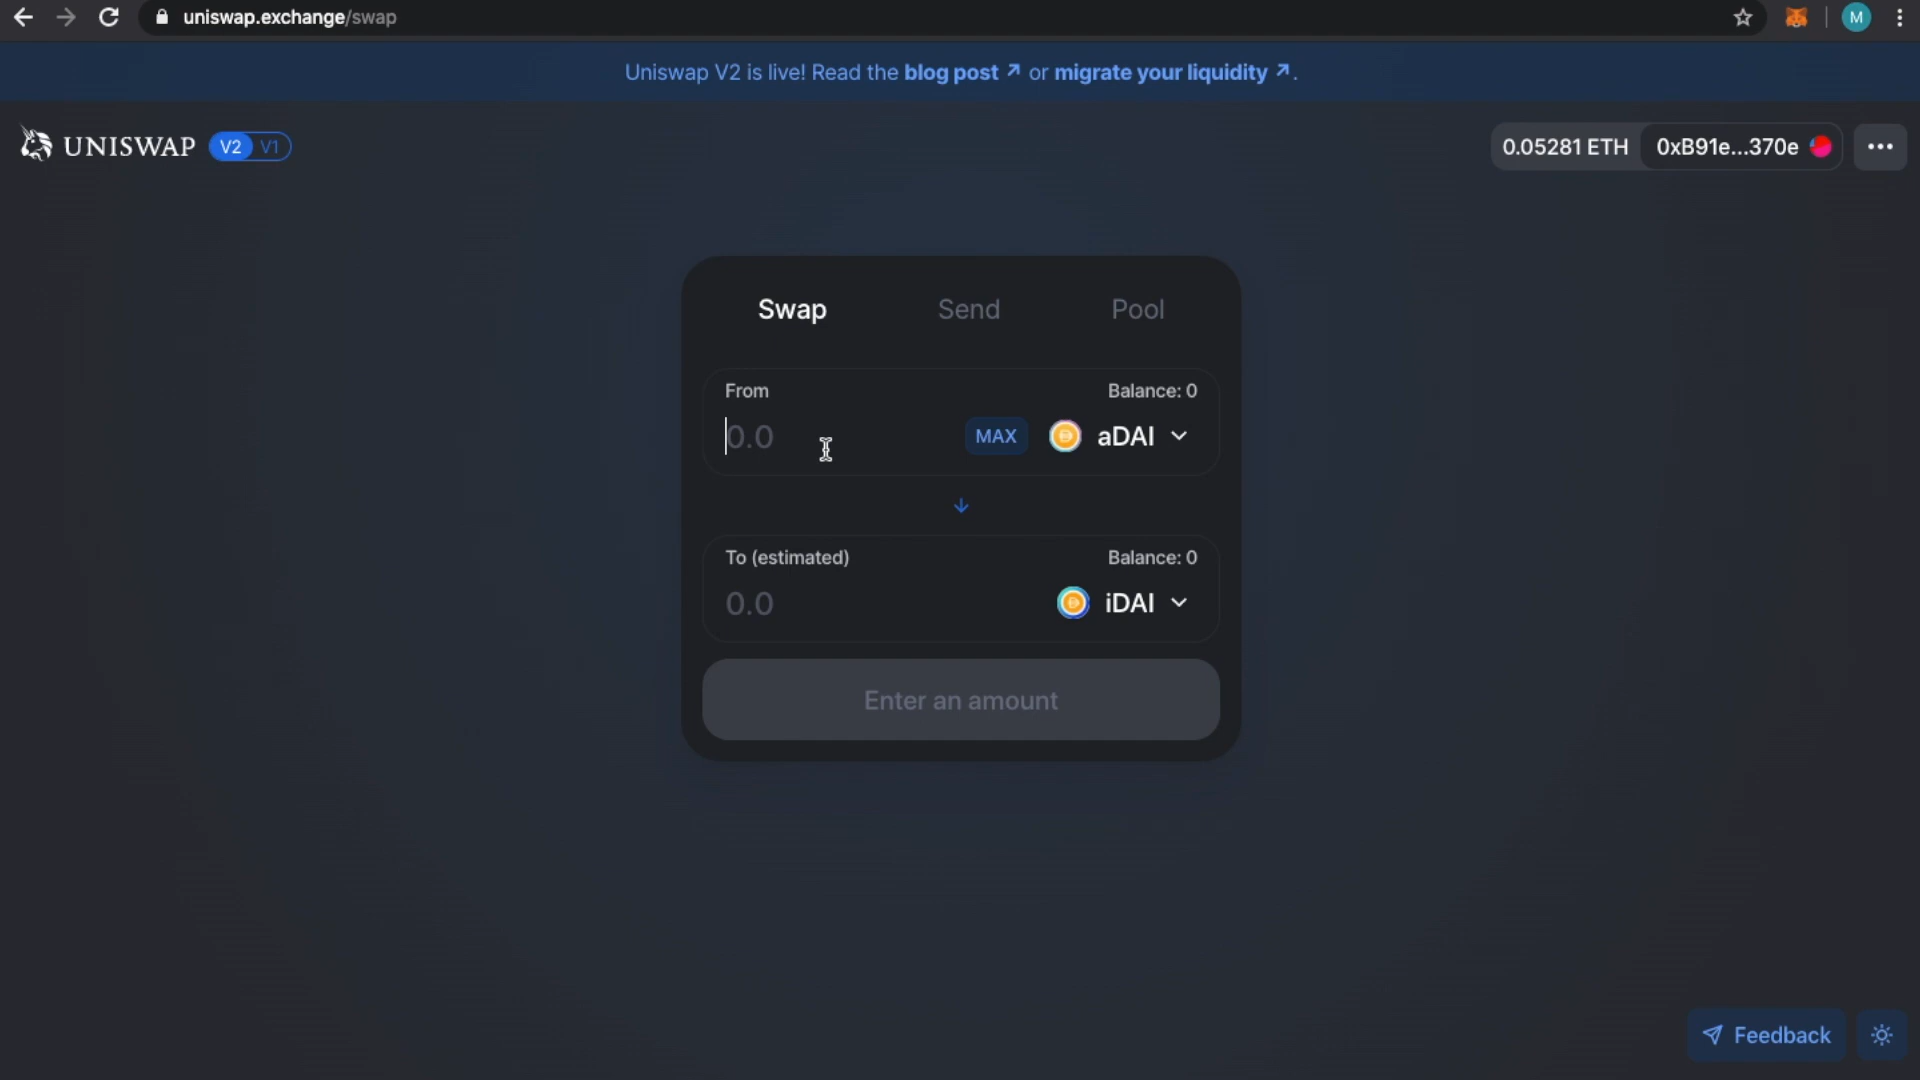 uniswap.exchange/swap
M
Uniswap V2 is live! Read the blog post ↗ or migrate your liquidity ↗.
UNISWAP V2 V1
0.05281 ETH 0xB91e...370e
Swap Send Pool
From Balance: 0
0.0 MAX aDAI
To (estimated) Balance: 0
0.0 iDAI
Enter an amount
Feedback